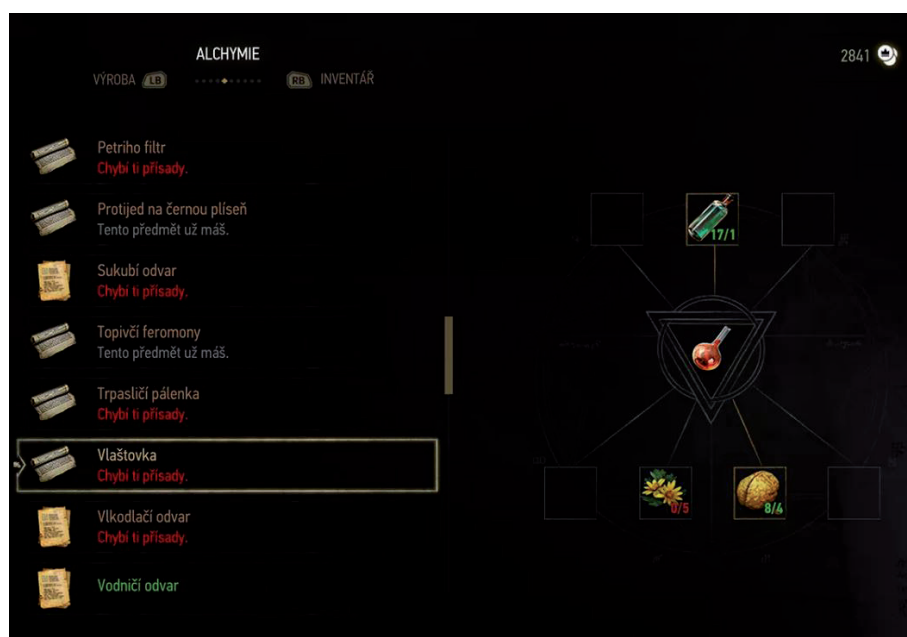 ALCHYMIE
2841
VÝROBA LB
RB INVENTÁŘ
Petriho filtr
Chybí ti přísady.
Protijed na černou plíseň
Tento předmět už máš.
Sukubí odvar
Chybí ti přísady.
Topivčí feromony
Tento předmět už máš.
Trpasličí pálenka
Chybí ti přísady.
Vlaštovka
Chybí ti přísady.
Vlkodlačí odvar
Chybí ti přísady.
Vodničí odvar
17/1
0/5
8/4